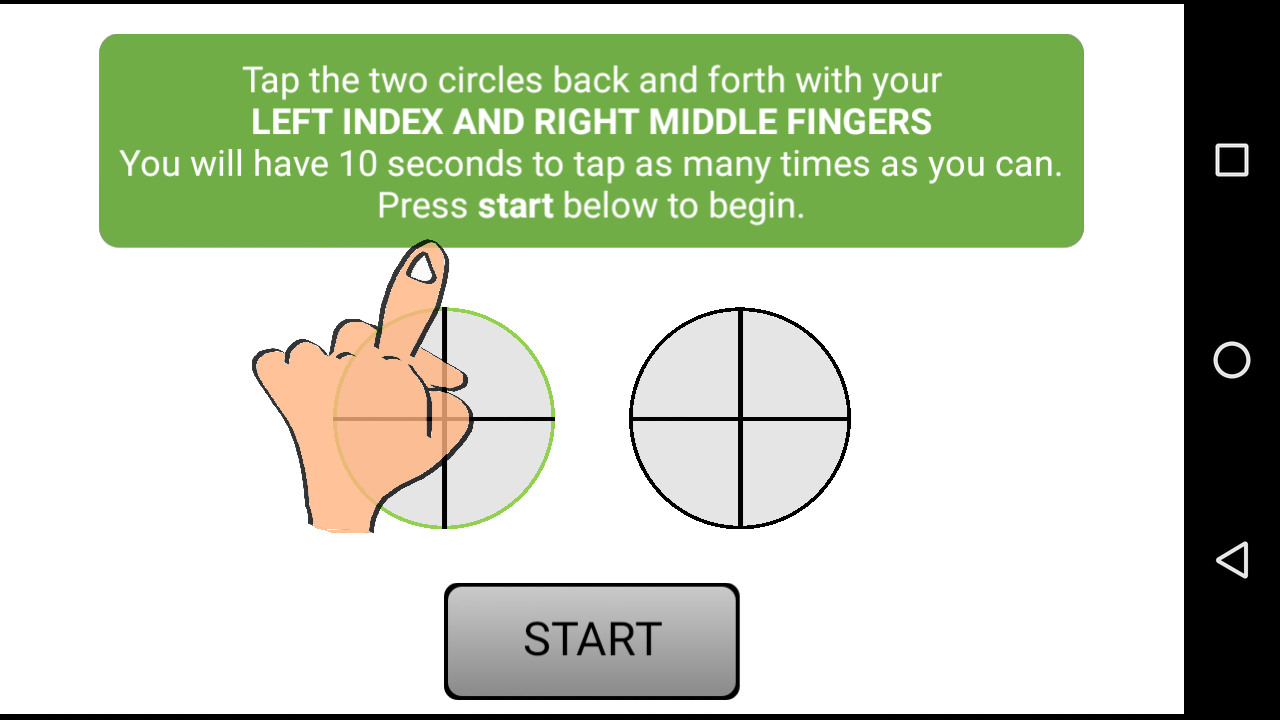 Tap the two circles back and forth with your
LEFT INDEX AND RIGHT MIDDLE FINGERS
You will have 10 seconds to tap as many times as you can.
Press start below to begin.
START